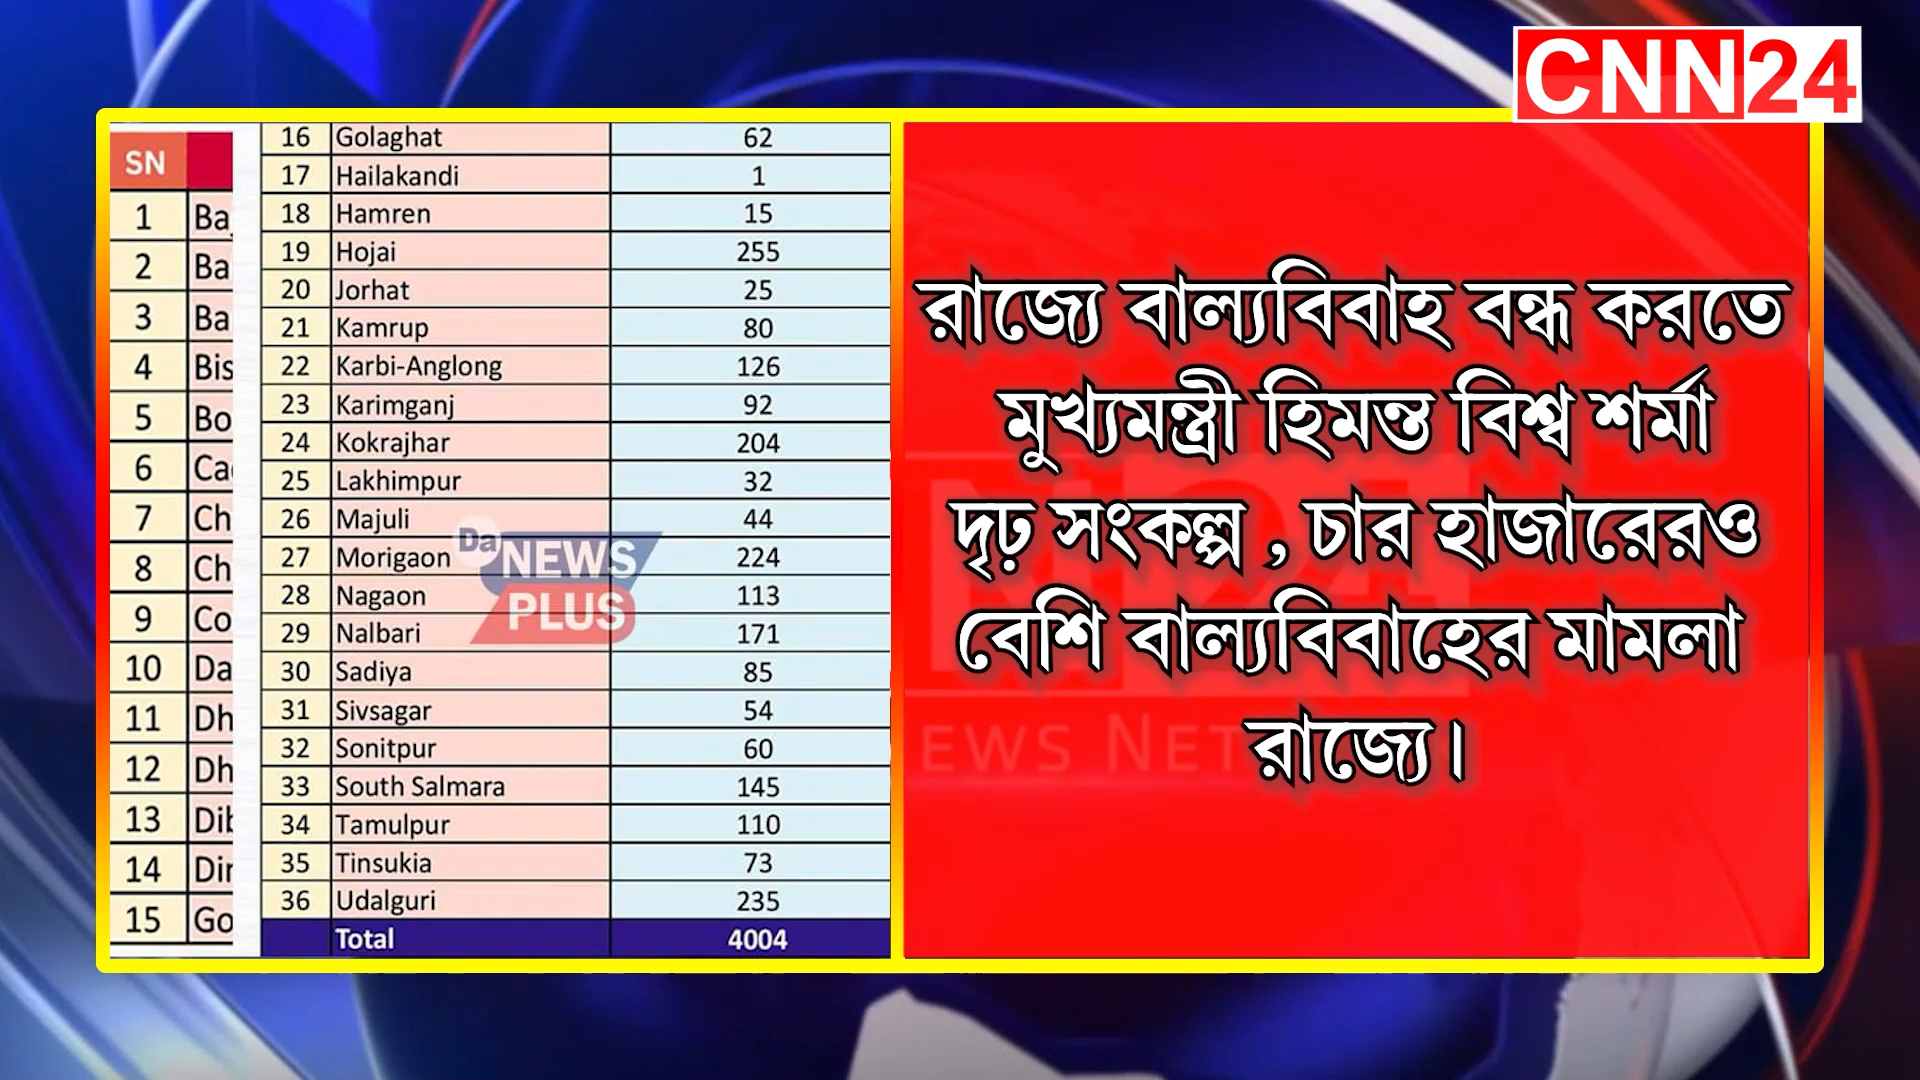 CNN24
SN
1 Ba
2 Ba
3 Ba
4 Bis
5 Bo
6 Ca
7 Ch
8 Ch
9 Co
10 Da
11 Dh
12 Dh
13 Dib
14 Dir
15 Go
16 Golaghat 62
17 Hailakandi 1
18 Hamren 15
19 Hojai 255
20 Jorhat 25
21 Kamrup 80
22 Karbi-Anglong 126
23 Karimganj 92
24 Kokrajhar 204
25 Lakhimpur 32
26 Majuli 44
27 Morigaon 224
28 Nagaon 113
29 Nalbari 171
30 Sadiya 85
31 Sivsagar 54
32 Sonitpur 60
33 South Salmara 145
34 Tamulpur 110
35 Tinsukia 73
36 Udalguri 235
Total 4004
Da NEWS
PLUS
রাজ্যে বাল্যবিবাহ বন্ধ করতে
মুখ্যমন্ত্রী হিমন্ত বিশ্ব শর্মা
দৃঢ় সংকল্প , চার হাজারেরও
বেশি বাল্যবিবাহের মামলা
রাজ্যে।